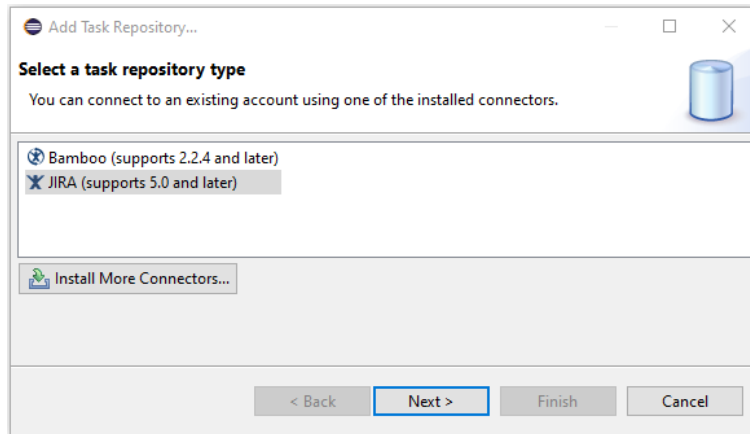 Add Task Repository...
Select a task repository type
You can connect to an existing account using one of the installed connectors.
Bamboo (supports 2.2.4 and later)
JIRA (supports 5.0 and later)
Install More Connectors...
< Back Next > Finish Cancel